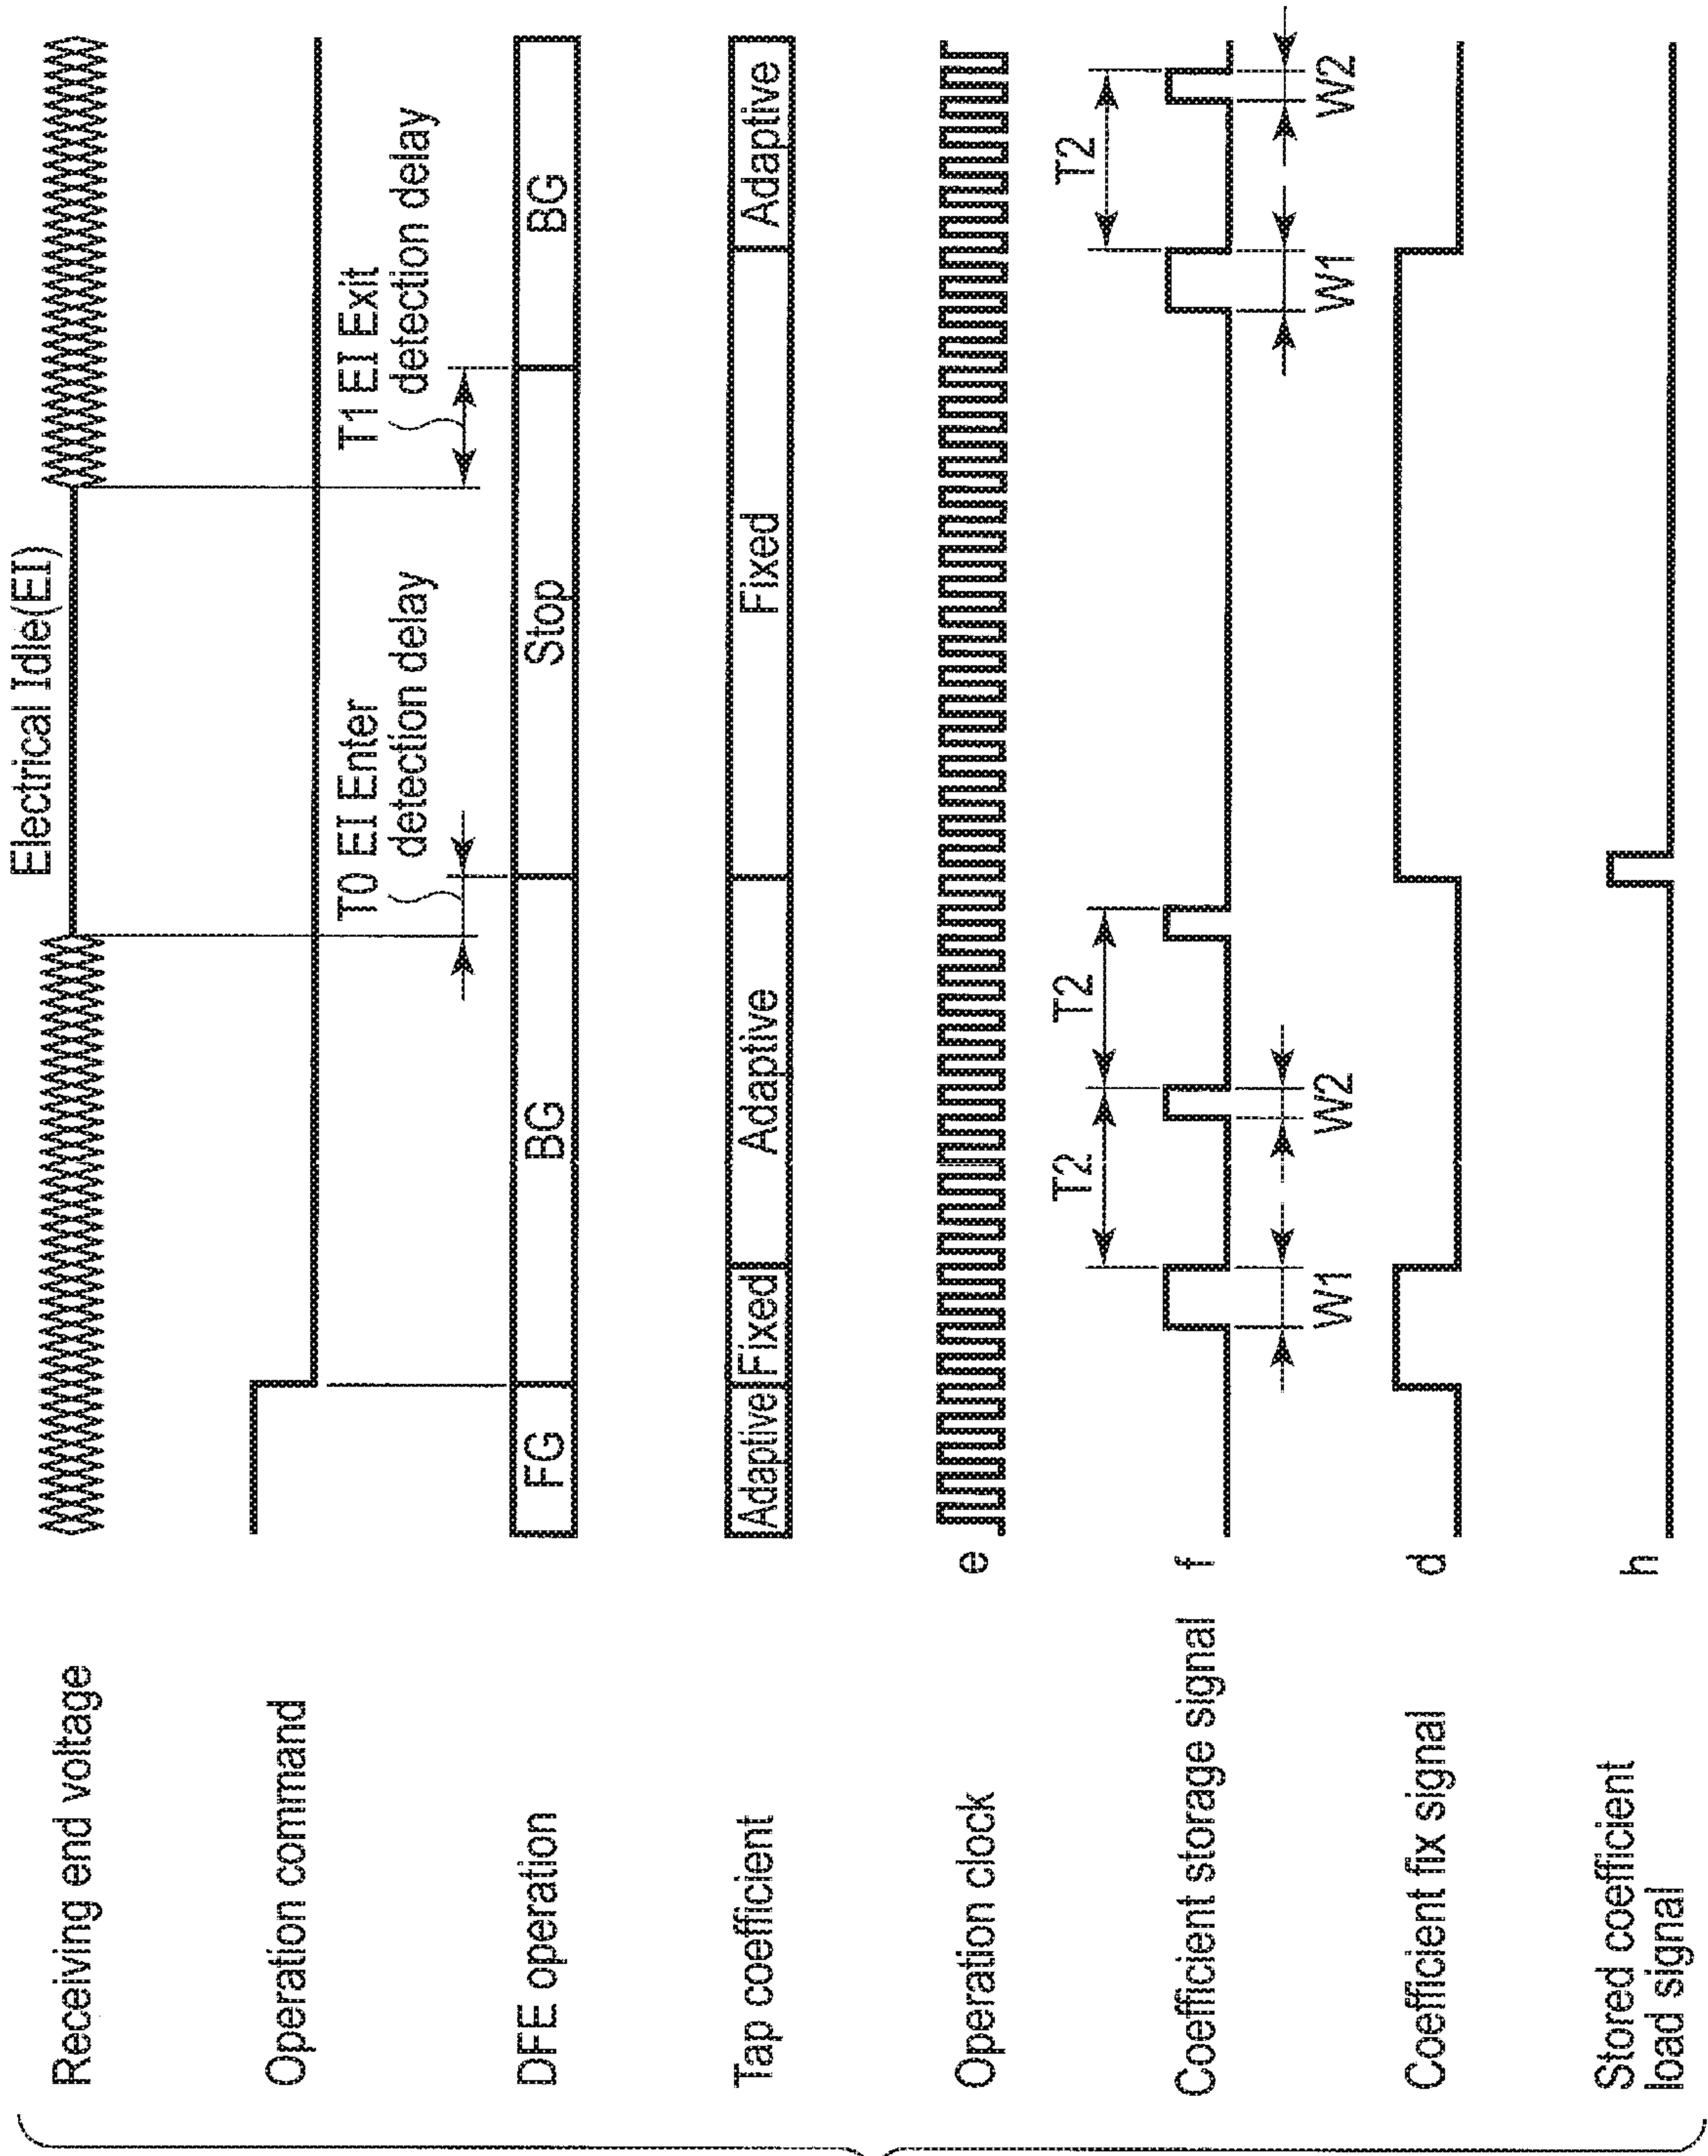 Electrical Idle(EI)
Receiving end voltage
Operation command
T0 EI Enter
detection delay
T1 EI Exit
detection delay
DFE operation
FG
BG
Stop
BG
Tap coefficient
Adaptive
Fixed
Adaptive
Fixed
Adaptive
Operation clock
e
T2
T2
T2
Coefficient storage signal
f
W1
W2
W1
W2
Coefficient fix signal
d
Stored coefficient
load signal
h